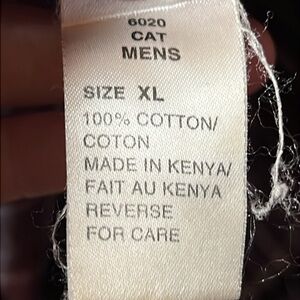 6020
CAT
MENS
SIZE XL
100% COTTON/
COTON
MADE IN KENYA/
FAIT AU KENYA
REVERSE
FOR CARE